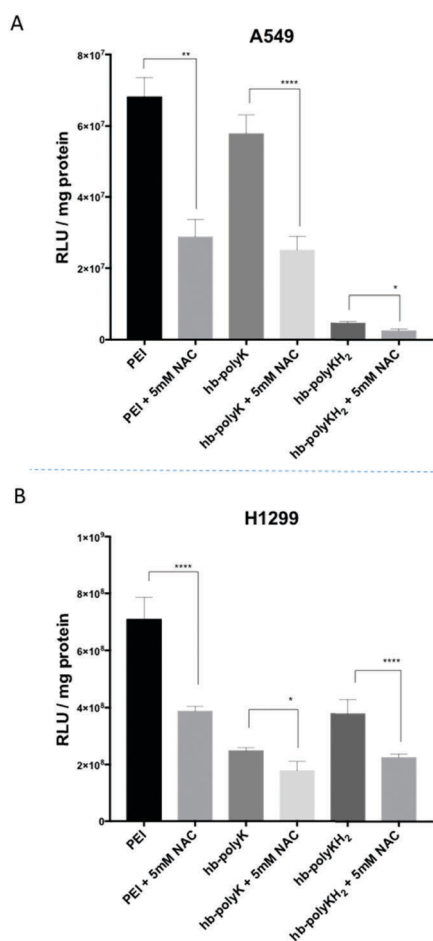 A
A549
RLU / mg protein
8×10⁷
6×10⁷
4×10⁷
2×10⁷
0
**
****
*
PEI
PEI + 5mM NAC
hb-polyK
hb-polyK + 5mM NAC
hb-polyKH₂
hb-polyKH₂ + 5mM NAC
B
H1299
RLU / mg protein
1×10⁹
8×10⁸
6×10⁸
4×10⁸
2×10⁸
0
****
*
****
PEI
PEI + 5mM NAC
hb-polyK
hb-polyK + 5mM NAC
hb-polyKH₂
hb-polyKH₂ + 5mM NAC